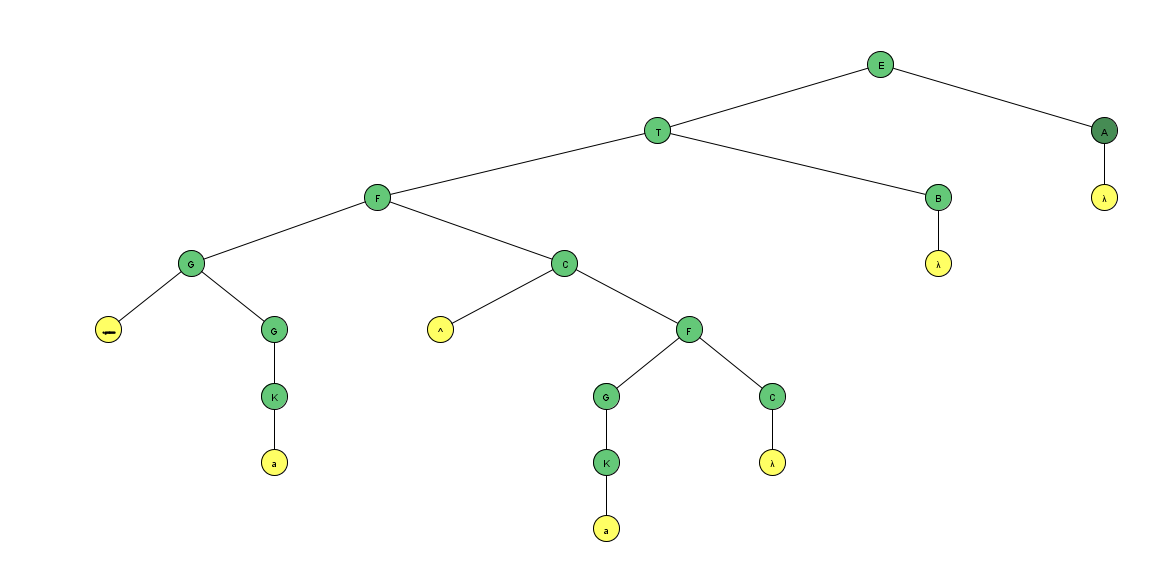 E
T A
F B λ
G C λ
G ^ F
K G C
a K λ
a